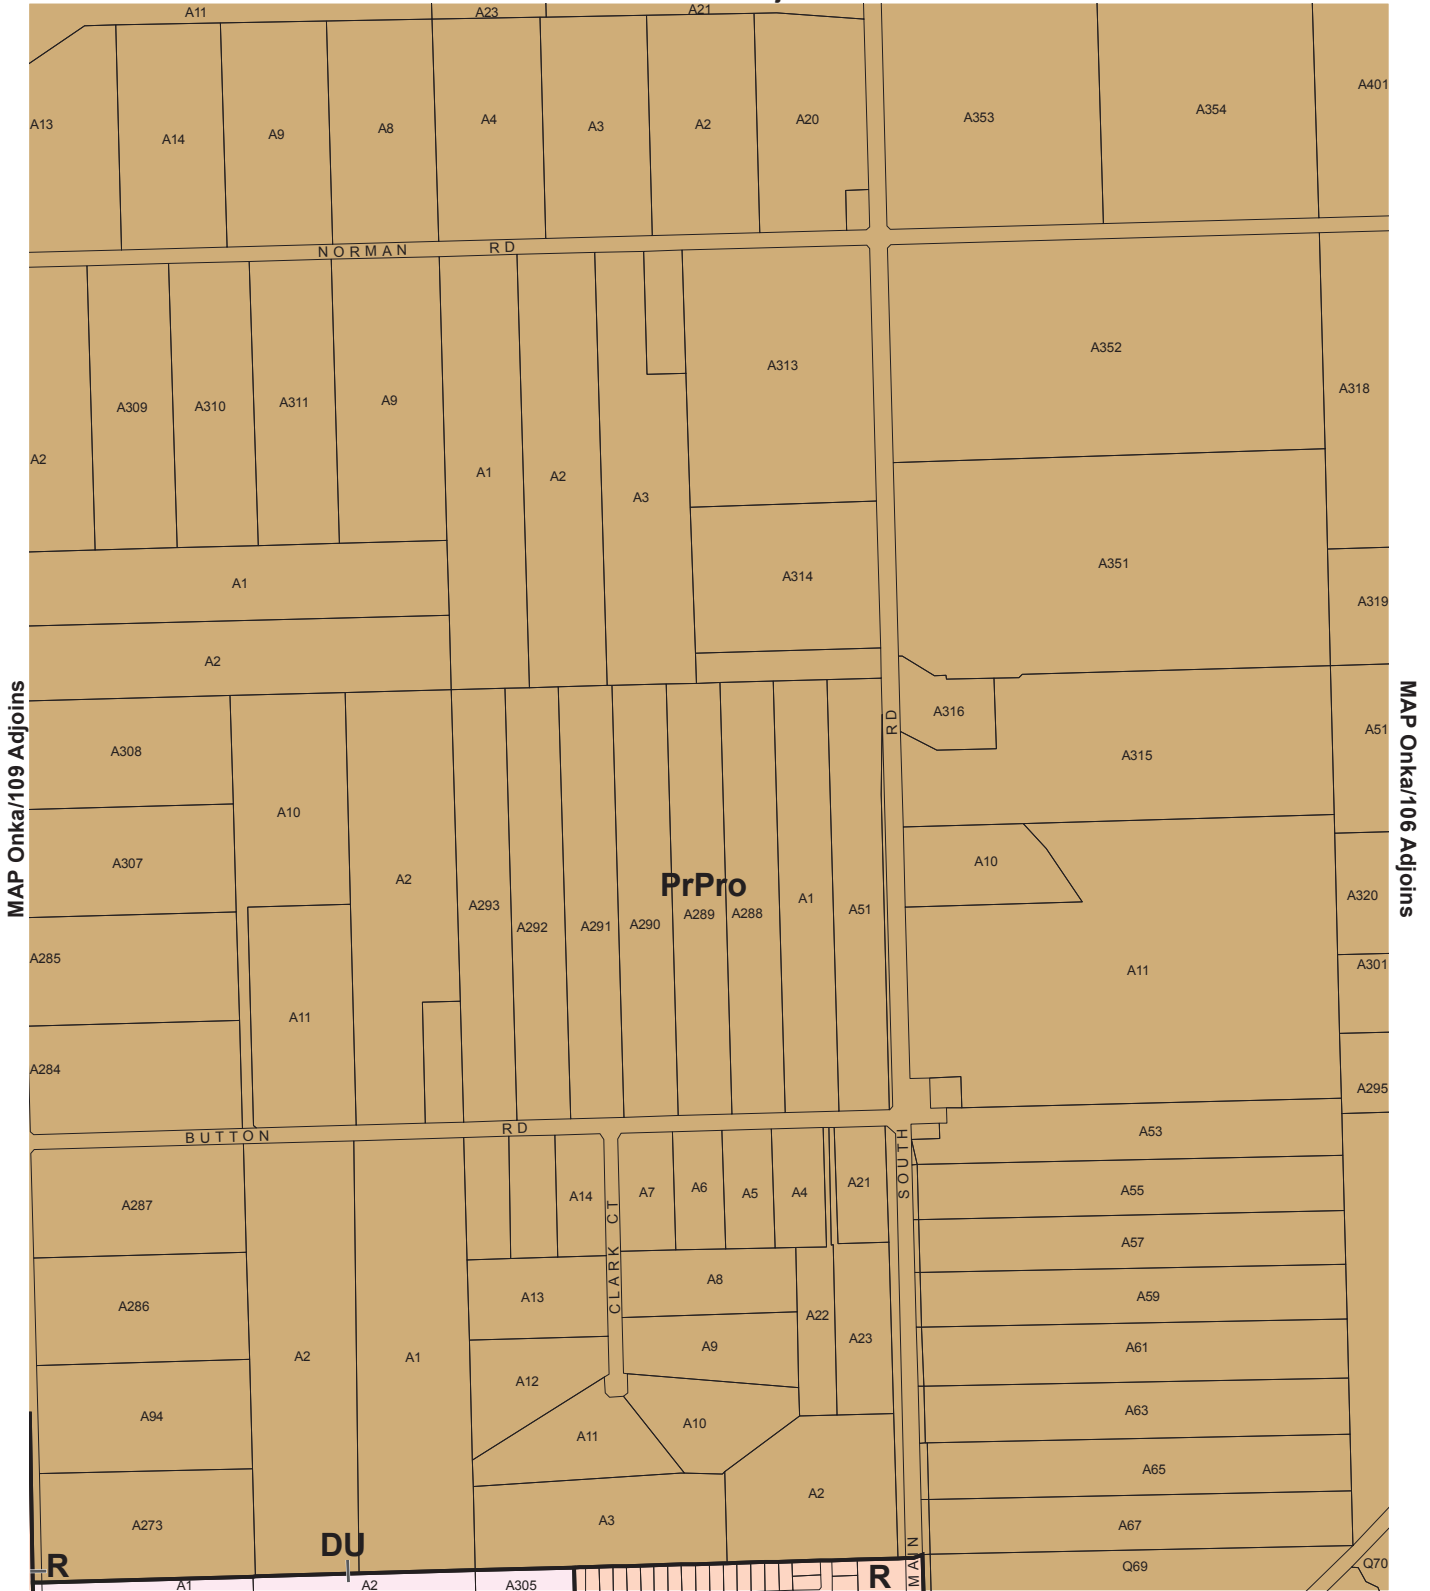 A11 A23 A21
A13 A14 A9 A8 A4 A3 A2 A20 A353 A354 A401
NORMAN RD
A2 A309 A310 A311 A9 A1 A2 A3 A313 A352 A318
A314 A351 A319
A1
A2
MAP Onka/109 Adjoins
MAP Onka/106 Adjoins
RD
A308 A10 A316 A315 A51
A307 A2 A293 A292 A291 A290 A289 A288 A1 A51 A10 A320
PrPro
A285 A11 A11 A301
A284 A295
BUTTON RD
SOUTH
A53
A287 A14 A7 A6 A5 A4 A21 A55
CLARK CT
A57
A286 A13 A8 A22 A23 A59
A2 A1 A12 A9 A61
A94 A11 A10 A63
A65
A273 A3 A2 A67
MAIN
Q69 Q70
R DU R
A1 A2 A305